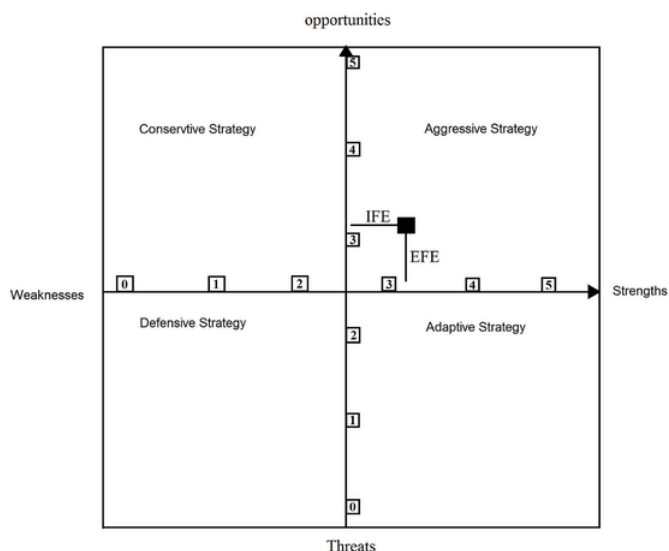 opportunities
5
Conservtive Strategy
Aggressive Strategy
4
IFE
3
EFE
Weaknesses
0
1
2
3
4
5
Strengths
Defensive Strategy
Adaptive Strategy
2
1
0
Threats